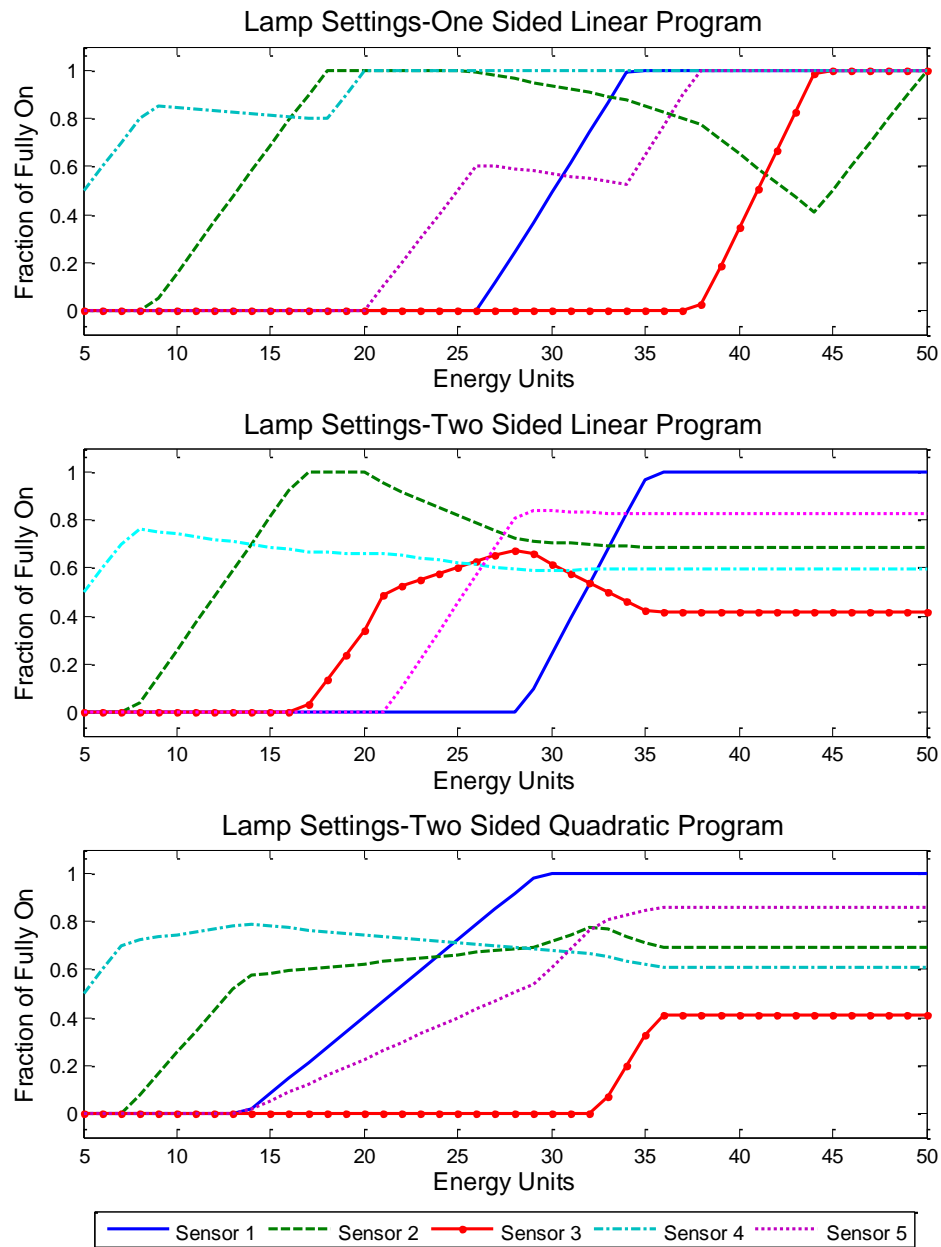 Lamp Settings-One Sided Linear Program
Fraction of Fully On
1
0.8
0.6
0.4
0.2
0
5 10 15 20 25 30 35 40 45 50
Energy Units
Lamp Settings-Two Sided Linear Program
Fraction of Fully On
1
0.8
0.6
0.4
0.2
0
5 10 15 20 25 30 35 40 45 50
Energy Units
Lamp Settings-Two Sided Quadratic Program
Fraction of Fully On
1
0.8
0.6
0.4
0.2
0
5 10 15 20 25 30 35 40 45 50
Energy Units
Sensor 1 Sensor 2 Sensor 3 Sensor 4 Sensor 5